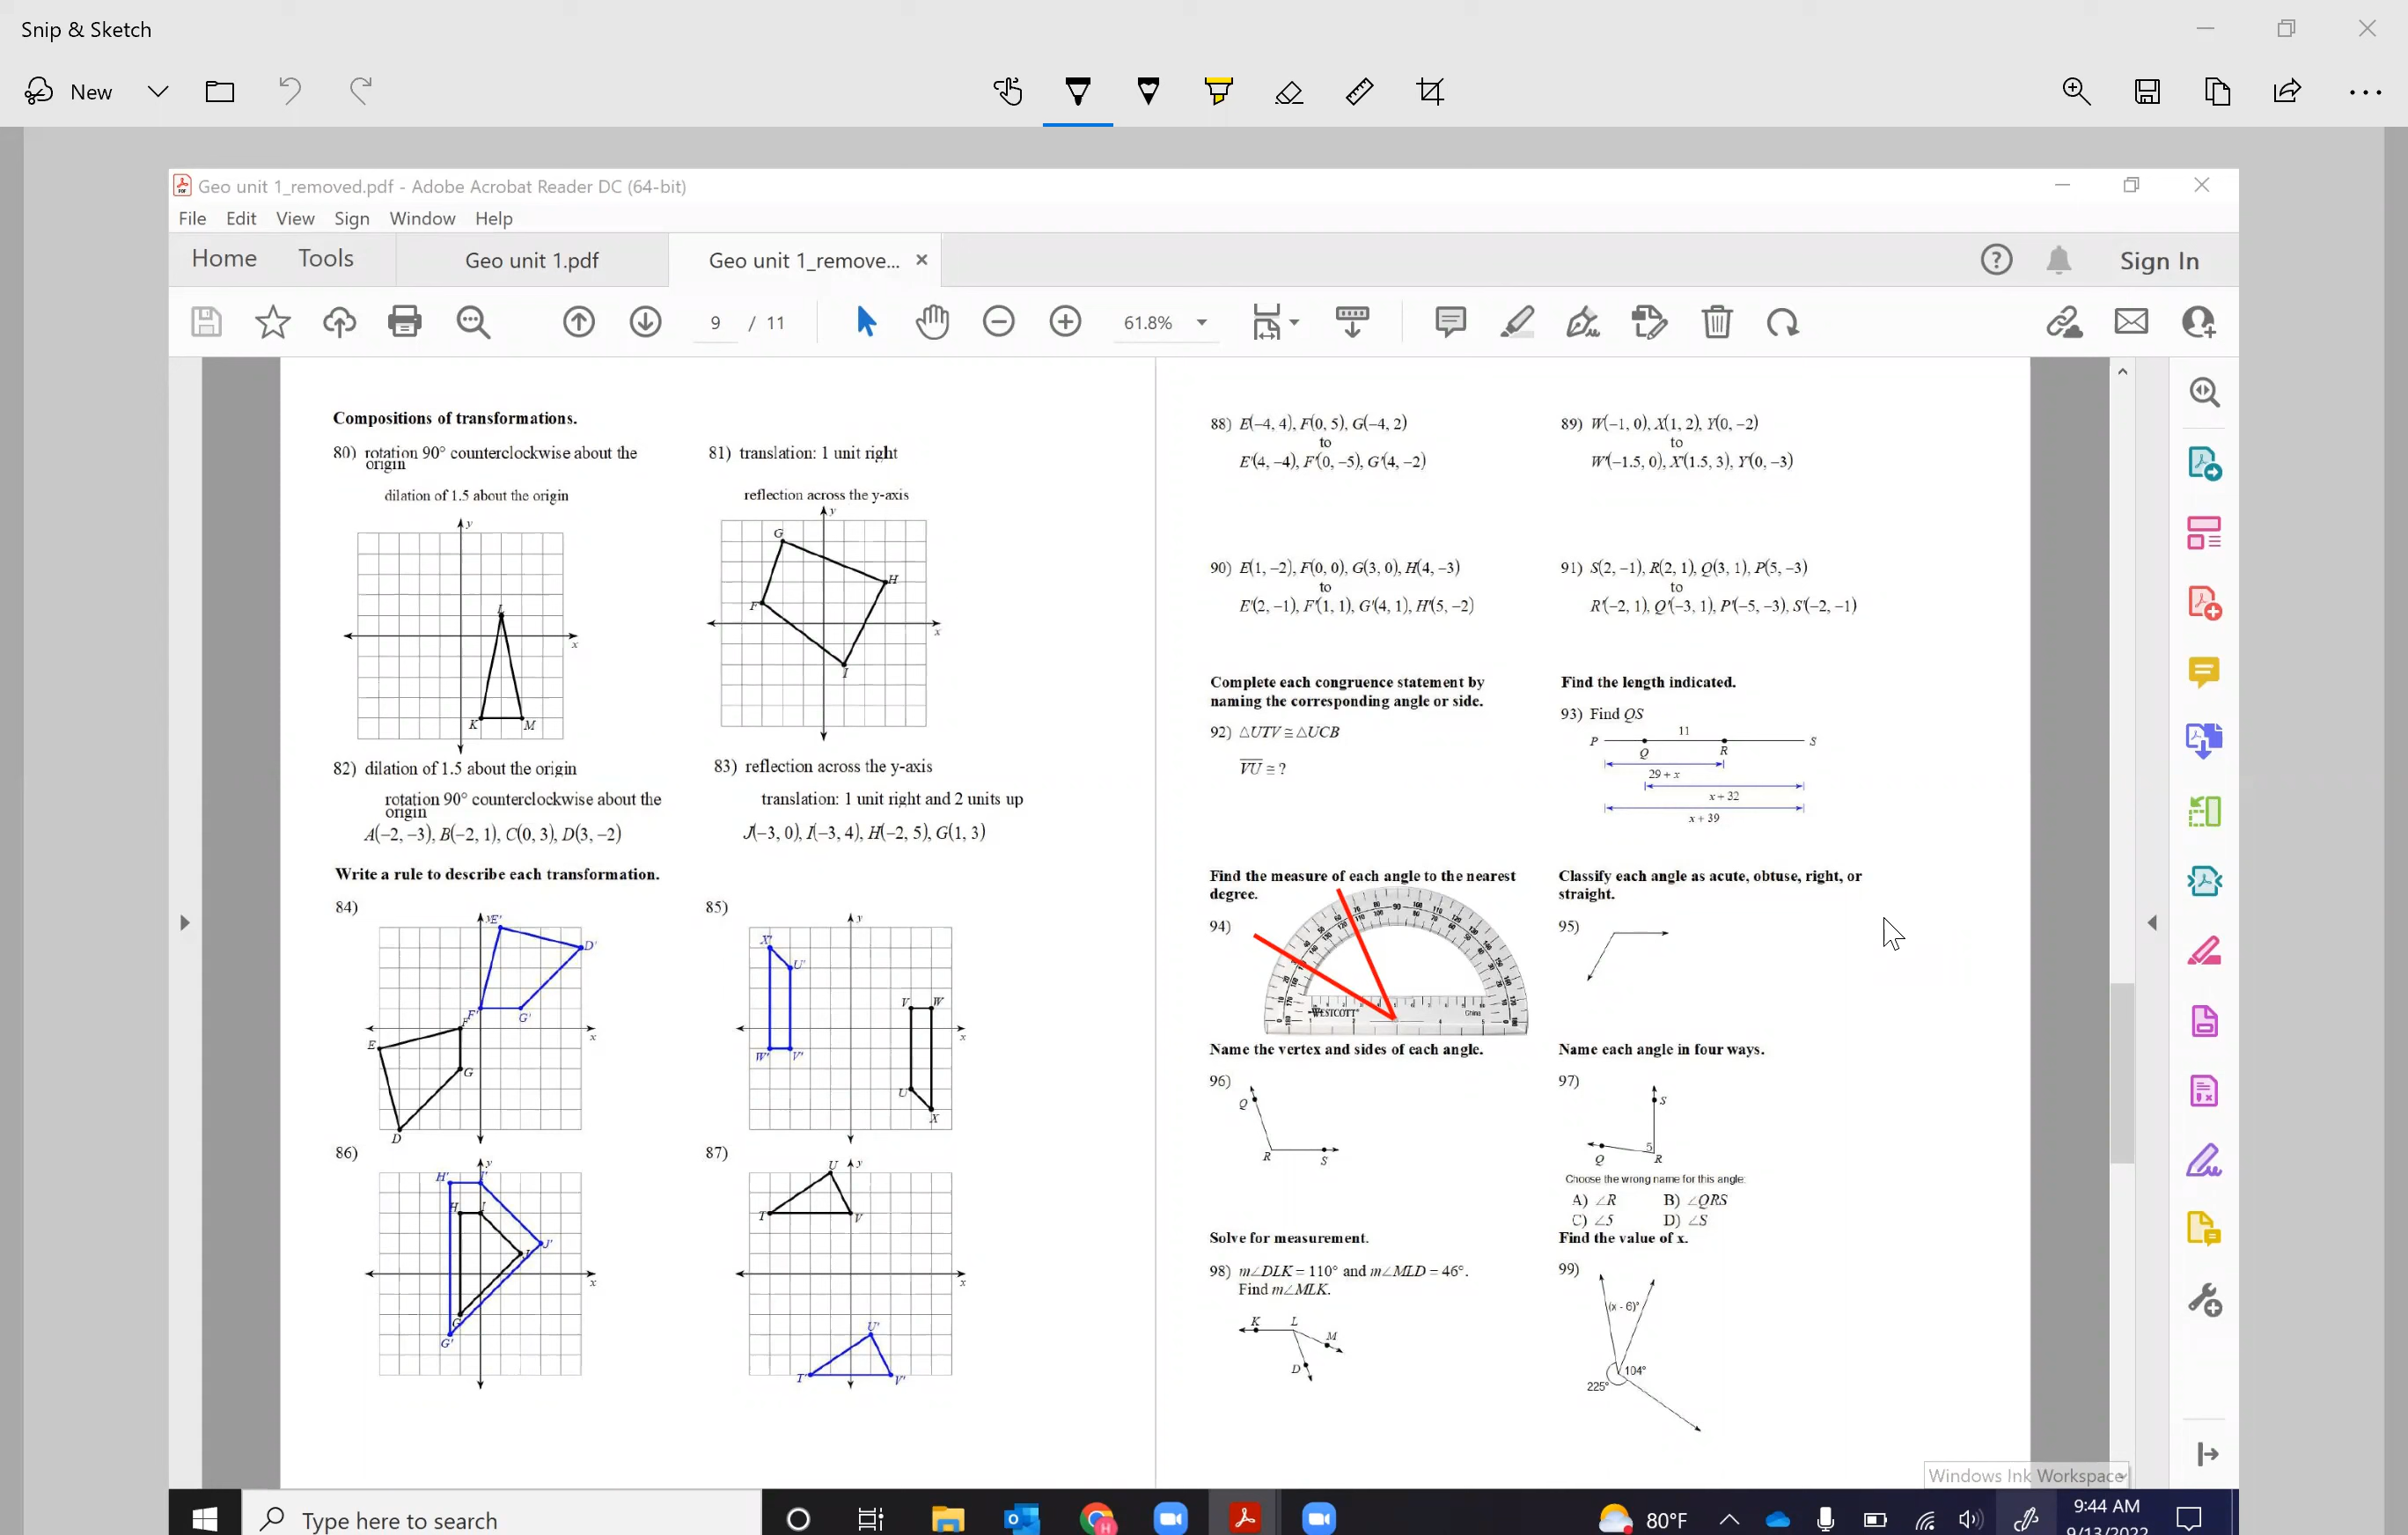 Snip & Sketch
New
Geo unit 1_removed.pdf - Adobe Acrobat Reader DC (64-bit)
File Edit View Sign Window Help
Home Tools Geo unit 1.pdf Geo unit 1_remove... × Sign In
9 / 11 61.8%
Compositions of transformations.
80) rotation 90° counterclockwise about the
origin
dilation of 1.5 about the origin
y
L
x
K M
81) translation: 1 unit right
reflection across the y-axis
y
G
H
F
x
I
82) dilation of 1.5 about the origin
rotation 90° counterclockwise about the
origin
A(−2, −3), B(−2, 1), C(0, 3), D(3, −2)
83) reflection across the y-axis
translation: 1 unit right and 2 units up
J(−3, 0), I(−3, 4), H(−2, 5), G(1, 3)
Write a rule to describe each transformation.
84)
y E'
D'
F' G'
F
x
E
G
D
85)
y
X'
U'
V W
x
W' V'
U
X
86)
y
H' I'
H I
J J'
x
G
G'
87)
U y
T V
x
U'
T' V'
88) E(−4, 4), F(0, 5), G(−4, 2)
to
E'(4, −4), F'(0, −5), G'(4, −2)
89) W(−1, 0), X(1, 2), Y(0, −2)
to
W'(−1.5, 0), X'(1.5, 3), Y'(0, −3)
90) E(1, −2), F(0, 0), G(3, 0), H(4, −3)
to
E'(2, −1), F'(1, 1), G'(4, 1), H'(5, −2)
91) S(2, −1), R(2, 1), Q(3, 1), P(5, −3)
to
R'(−2, 1), Q'(−3, 1), P'(−5, −3), S'(−2, −1)
Complete each congruence statement by
naming the corresponding angle or side.
92) △UTV ≅ △UCB
VU ≅ ?
Find the length indicated.
93) Find QS
11
P Q R S
29 + x
x + 32
x + 39
Find the measure of each angle to the nearest
degree.
94)
WESTCOTT
China
Classify each angle as acute, obtuse, right, or
straight.
95)
Name the vertex and sides of each angle.
96)
Q
R S
Name each angle in four ways.
97)
S
5
Q R
Choose the wrong name for this angle:
A) ∠R B) ∠QRS
C) ∠5 D) ∠S
Solve for measurement.
98) m∠DLK = 110° and m∠MLD = 46°.
Find m∠MLK.
K L
M
D
Find the value of x.
99)
(x - 6)°
104°
225°
Windows Ink Workspace
Type here to search
80°F
9:44 AM
9/13/2022